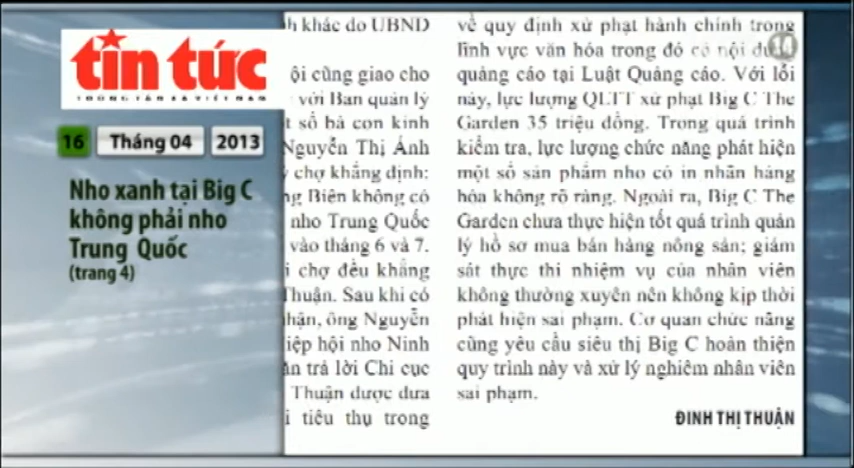 tin tức
THÔNG TẤN XÃ VIỆT NAM
16 Tháng 04 2013
Nho xanh tại Big C
không phải nho
Trung Quốc
(trang 4)
h khác do UBND
ội cũng giao cho
với Ban quản lý
t số bà con kinh
Nguyễn Thị Ánh
chợ khẳng định:
ng Biên không có
nho Trung Quốc
vào tháng 6 và 7.
i chợ đều khẳng
Thuận. Sau khi có
nhận, ông Nguyễn
iệp hội nho Ninh
ản trả lời Chi cục
Thuận được đưa
i tiêu thụ trong
về quy định xử phạt hành chính trong
lĩnh vực văn hóa trong đó có nội dung
quảng cáo tại Luật Quảng cáo. Với lỗi
này, lực lượng QLTT xử phạt Big C The
Garden 35 triệu đồng. Trong quá trình
kiểm tra, lực lượng chức năng phát hiện
một số sản phẩm nho có in nhãn hàng
hóa không rõ ràng. Ngoài ra, Big C The
Garden chưa thực hiện tốt quá trình quản
lý hồ sơ mua bán hàng nông sản; giám
sát thực thi nhiệm vụ của nhân viên
không thường xuyên nên không kịp thời
phát hiện sai phạm. Cơ quan chức năng
cũng yêu cầu siêu thị Big C hoàn thiện
quy trình này và xử lý nghiêm nhân viên
sai phạm.
ĐINH THỊ THUẬN